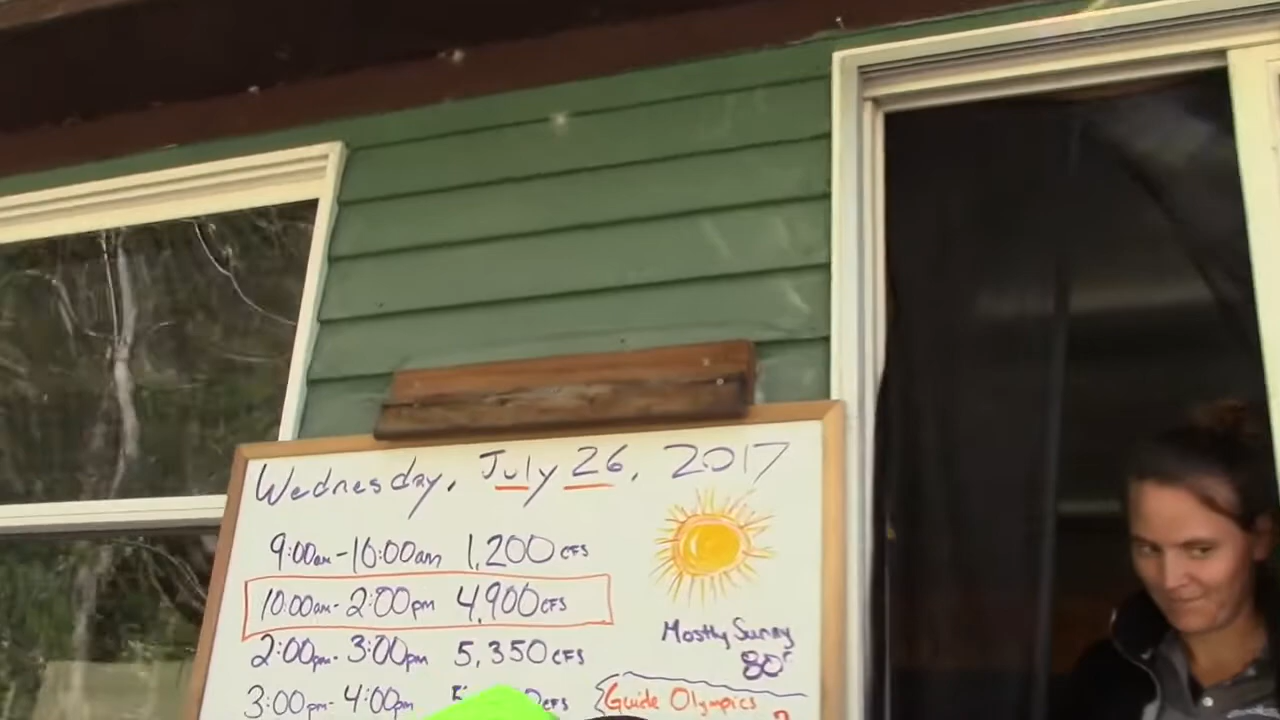 Wednesday, July 26, 2017
9:00am-10:00am 1,200 CFS
10:00am-2:00pm 4,900 CFS
2:00pm-3:00pm 5,350 CFS
Mostly Sunny
80°
3:00pm-4:00pm CFS
Guide Olympics